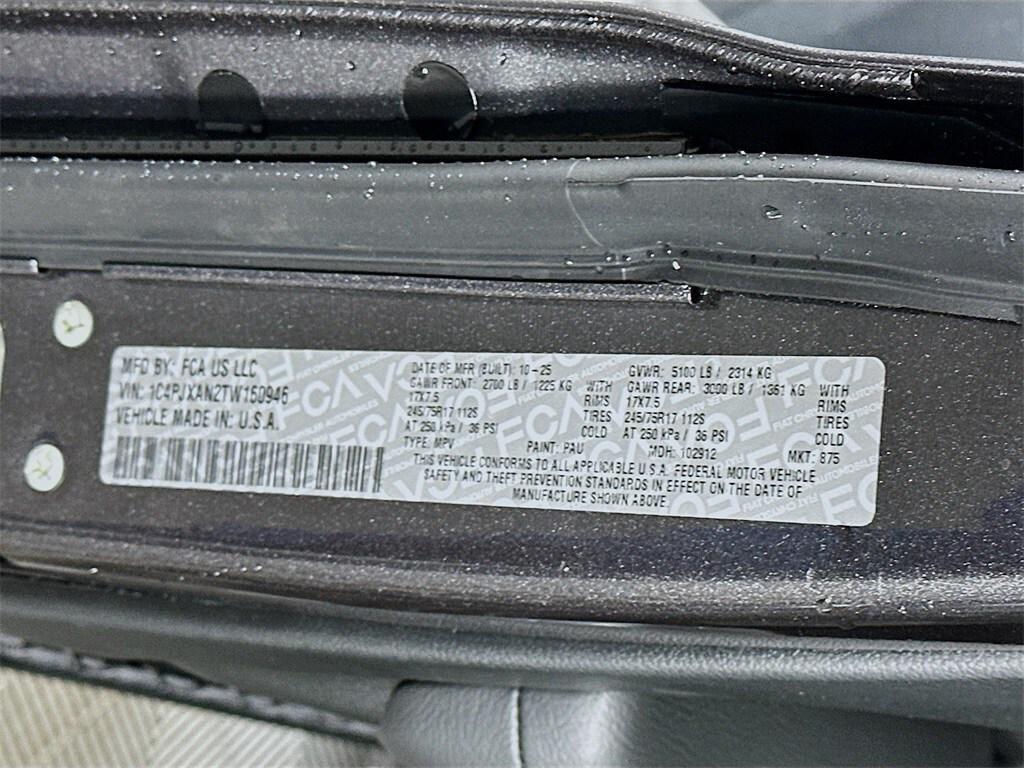 MFD BY: FCA US LLC
VIN: 1C4PJXAN2TW150946
VEHICLE MADE IN: U.S.A.
DATE OF MFR (BUILT): 10-25 GVWR: 5100 LB / 2314 KG
GAWR FRONT: 2700 LB / 1225 KG WITH GAWR REAR: 3000 LB / 1361 KG WITH
17X7.5 RIMS 17X7.5 RIMS
245/75R17 112S TIRES 245/75R17 112S TIRES
AT 250 kPa / 36 PSI COLD AT 250 kPa / 36 PSI COLD
TYPE: MPV PAINT: PAU MDH: 102912 MKT: 875
THIS VEHICLE CONFORMS TO ALL APPLICABLE U.S.A. FEDERAL MOTOR VEHICLE
SAFETY AND THEFT PREVENTION STANDARDS IN EFFECT ON THE DATE OF
MANUFACTURE SHOWN ABOVE.